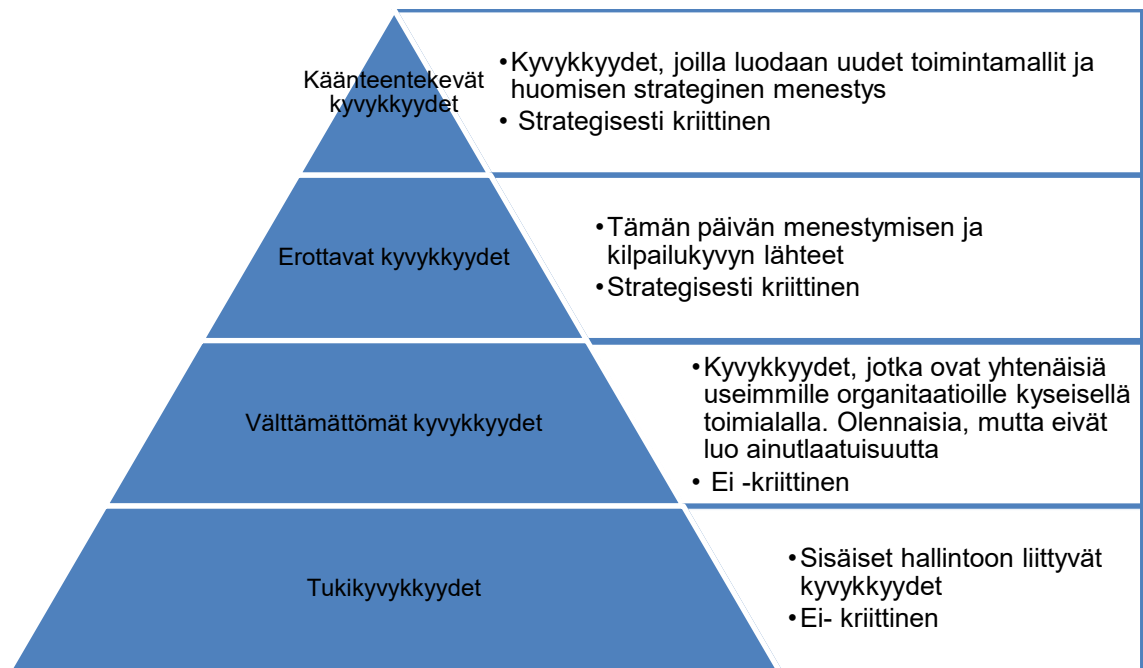 Käänteentekevät
kyvykkyydet
•Kyvykkyydet, joilla luodaan uudet toimintamallit ja
huomisen strateginen menestys
• Strategisesti kriittinen
Erottavat kyvykkyydet
•Tämän päivän menestymisen ja
kilpailukyvyn lähteet
•Strategisesti kriittinen
Välttämättömät kyvykkyydet
•Kyvykkyydet, jotka ovat yhtenäisiä
useimmille organitaatioille kyseisellä
toimialalla. Olennaisia, mutta eivät
luo ainutlaatuisuutta
• Ei -kriittinen
Tukikyvykkyydet
•Sisäiset hallintoon liittyvät
kyvykkyydet
•Ei- kriittinen